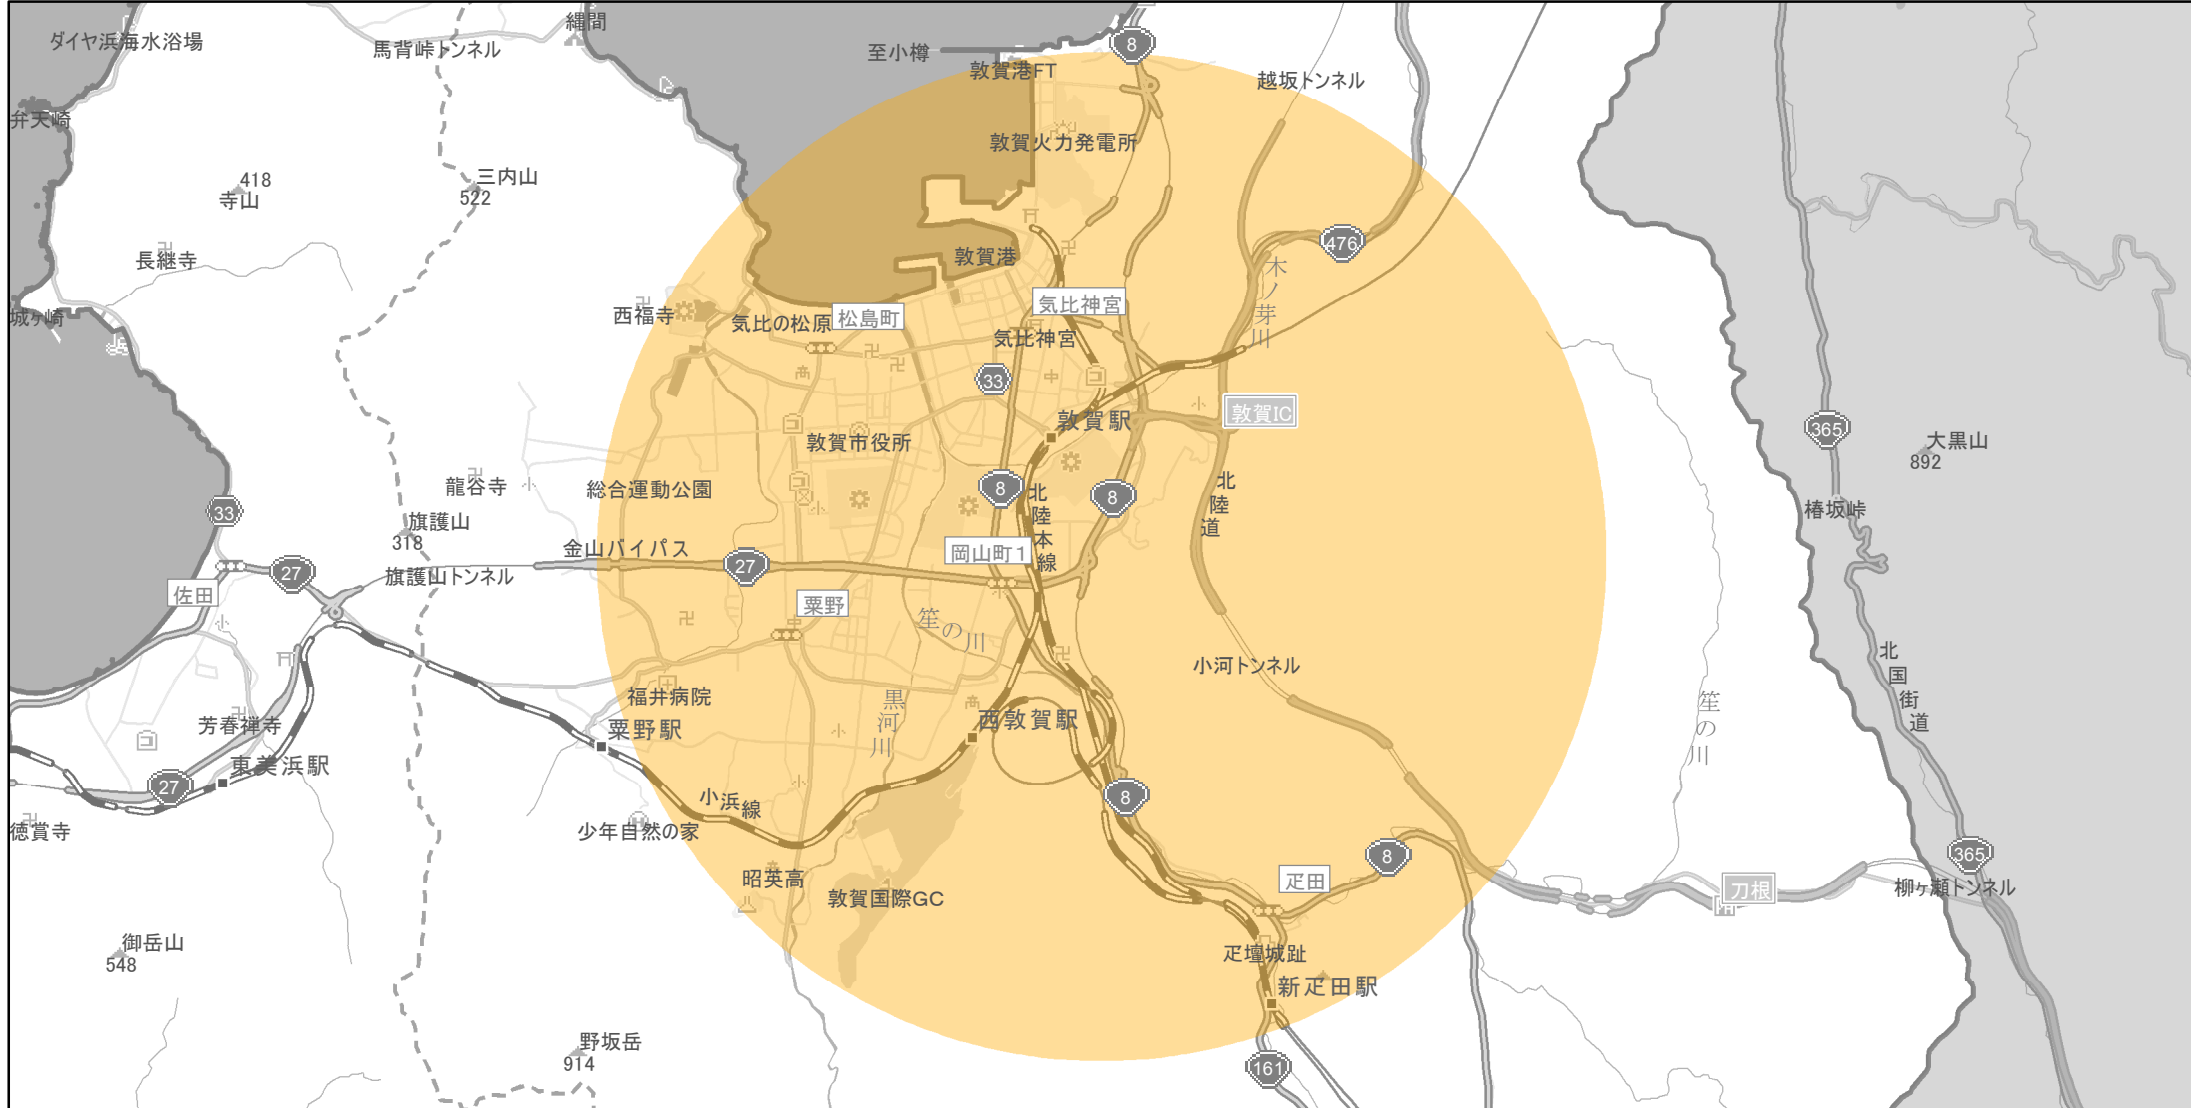 ダイヤ浜海水浴場
馬背峠トンネル
縄間
至小樽
敦賀港FT
8
越坂トンネル
弁天崎
敦賀火力発電所
418
寺山
三内山
522
長継寺
敦賀港
476
木ノ芽川
城ヶ崎
西福寺
気比の松原
松島町
気比神宮
気比神宮
33
敦賀IC
敦賀駅
敦賀市役所
365
大黒山
892
龍谷寺
総合運動公園
33
旗護山
318
8
北陸本線
8
北陸道
椿坂峠
金山バイパス
岡山町1
27
旗護山トンネル
27
佐田
粟野
笙の川
小河トンネル
北国街道
福井病院
黒河川
西敦賀駅
笙の川
芳春禅寺
粟野駅
東美浜駅
27
小浜線
8
徳賞寺
少年自然の家
8
365
昭英高
敦賀国際GC
疋田
刀根
柳ヶ瀬トンネル
御岳山
548
疋壇城趾
新疋田駅
野坂岳
914
161